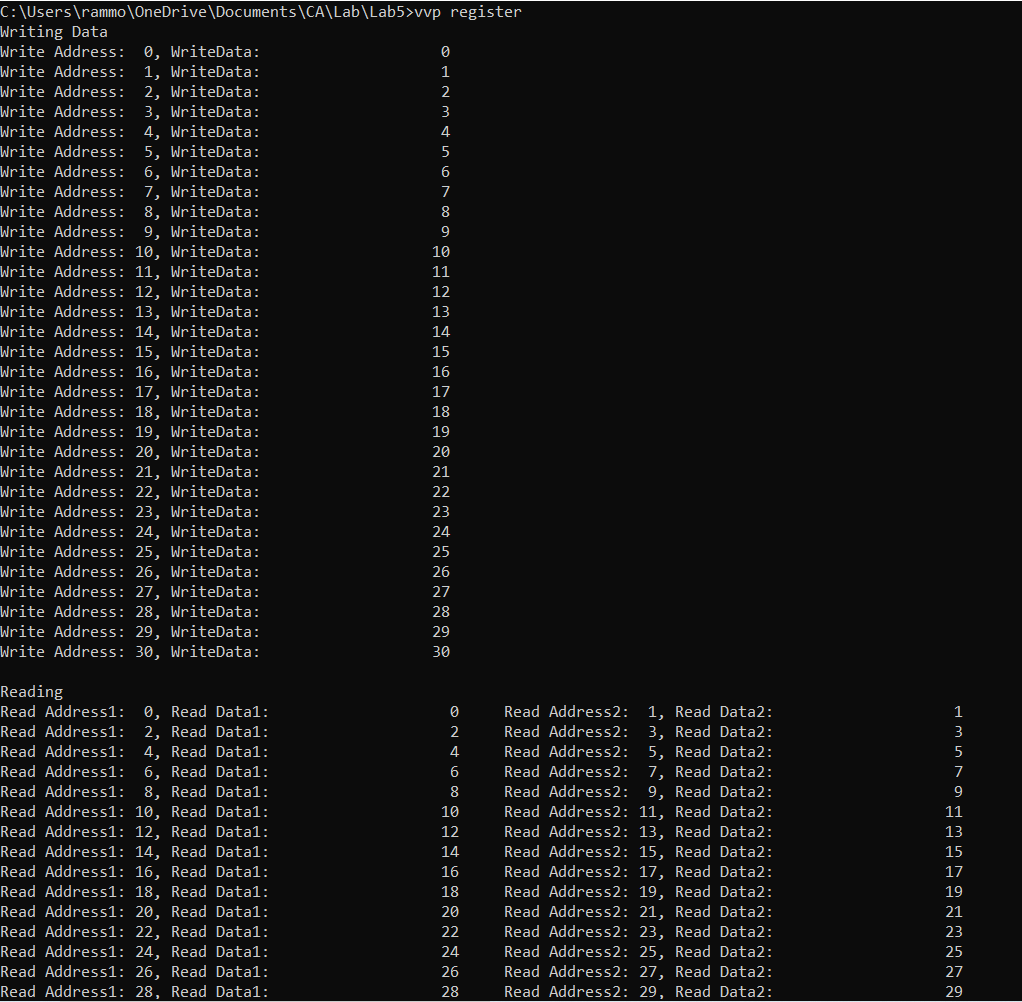 C:\Users\rammo\OneDrive\Documents\CA\Lab\Lab5>vvp register
Writing Data
Write Address:  0, WriteData:                    0
Write Address:  1, WriteData:                    1
Write Address:  2, WriteData:                    2
Write Address:  3, WriteData:                    3
Write Address:  4, WriteData:                    4
Write Address:  5, WriteData:                    5
Write Address:  6, WriteData:                    6
Write Address:  7, WriteData:                    7
Write Address:  8, WriteData:                    8
Write Address:  9, WriteData:                    9
Write Address: 10, WriteData:                   10
Write Address: 11, WriteData:                   11
Write Address: 12, WriteData:                   12
Write Address: 13, WriteData:                   13
Write Address: 14, WriteData:                   14
Write Address: 15, WriteData:                   15
Write Address: 16, WriteData:                   16
Write Address: 17, WriteData:                   17
Write Address: 18, WriteData:                   18
Write Address: 19, WriteData:                   19
Write Address: 20, WriteData:                   20
Write Address: 21, WriteData:                   21
Write Address: 22, WriteData:                   22
Write Address: 23, WriteData:                   23
Write Address: 24, WriteData:                   24
Write Address: 25, WriteData:                   25
Write Address: 26, WriteData:                   26
Write Address: 27, WriteData:                   27
Write Address: 28, WriteData:                   28
Write Address: 29, WriteData:                   29
Write Address: 30, WriteData:                   30

Reading
Read Address1:  0, Read Data1:                    0     Read Address2:  1, Read Data2:                    1
Read Address1:  2, Read Data1:                    2     Read Address2:  3, Read Data2:                    3
Read Address1:  4, Read Data1:                    4     Read Address2:  5, Read Data2:                    5
Read Address1:  6, Read Data1:                    6     Read Address2:  7, Read Data2:                    7
Read Address1:  8, Read Data1:                    8     Read Address2:  9, Read Data2:                    9
Read Address1: 10, Read Data1:                   10     Read Address2: 11, Read Data2:                   11
Read Address1: 12, Read Data1:                   12     Read Address2: 13, Read Data2:                   13
Read Address1: 14, Read Data1:                   14     Read Address2: 15, Read Data2:                   15
Read Address1: 16, Read Data1:                   16     Read Address2: 17, Read Data2:                   17
Read Address1: 18, Read Data1:                   18     Read Address2: 19, Read Data2:                   19
Read Address1: 20, Read Data1:                   20     Read Address2: 21, Read Data2:                   21
Read Address1: 22, Read Data1:                   22     Read Address2: 23, Read Data2:                   23
Read Address1: 24, Read Data1:                   24     Read Address2: 25, Read Data2:                   25
Read Address1: 26, Read Data1:                   26     Read Address2: 27, Read Data2:                   27
Read Address1: 28, Read Data1:                   28     Read Address2: 29, Read Data2:                   29